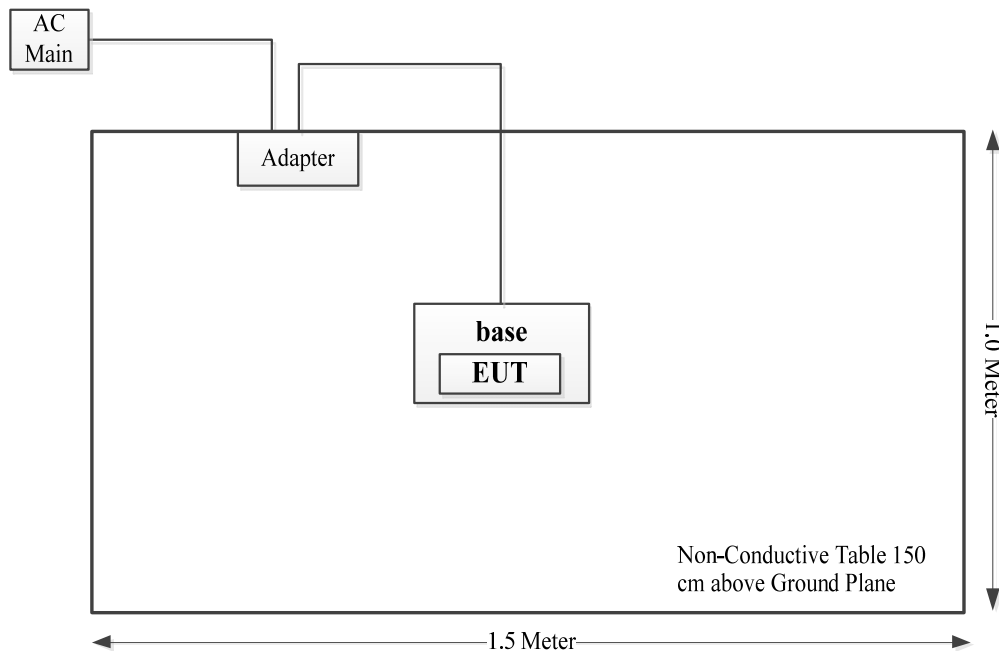 AC
Main
Adapter
base
EUT
1.0 Meter
Non-Conductive Table 150
cm above Ground Plane
1.5 Meter